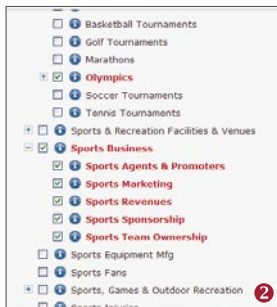 Basketball Tournaments
Golf Tournaments
Marathons
Olympics
Soccer Tournaments
Tennis Tournaments
Sports & Recreation Facilities & Venues
Sports Business
Sports Agents & Promoters
Sports Marketing
Sports Revenues
Sports Sponsorship
Sports Team Ownership
Sports Equipment Mfg
Sports Fans
Sports, Games & Outdoor Recreation
2
Sports Injuries